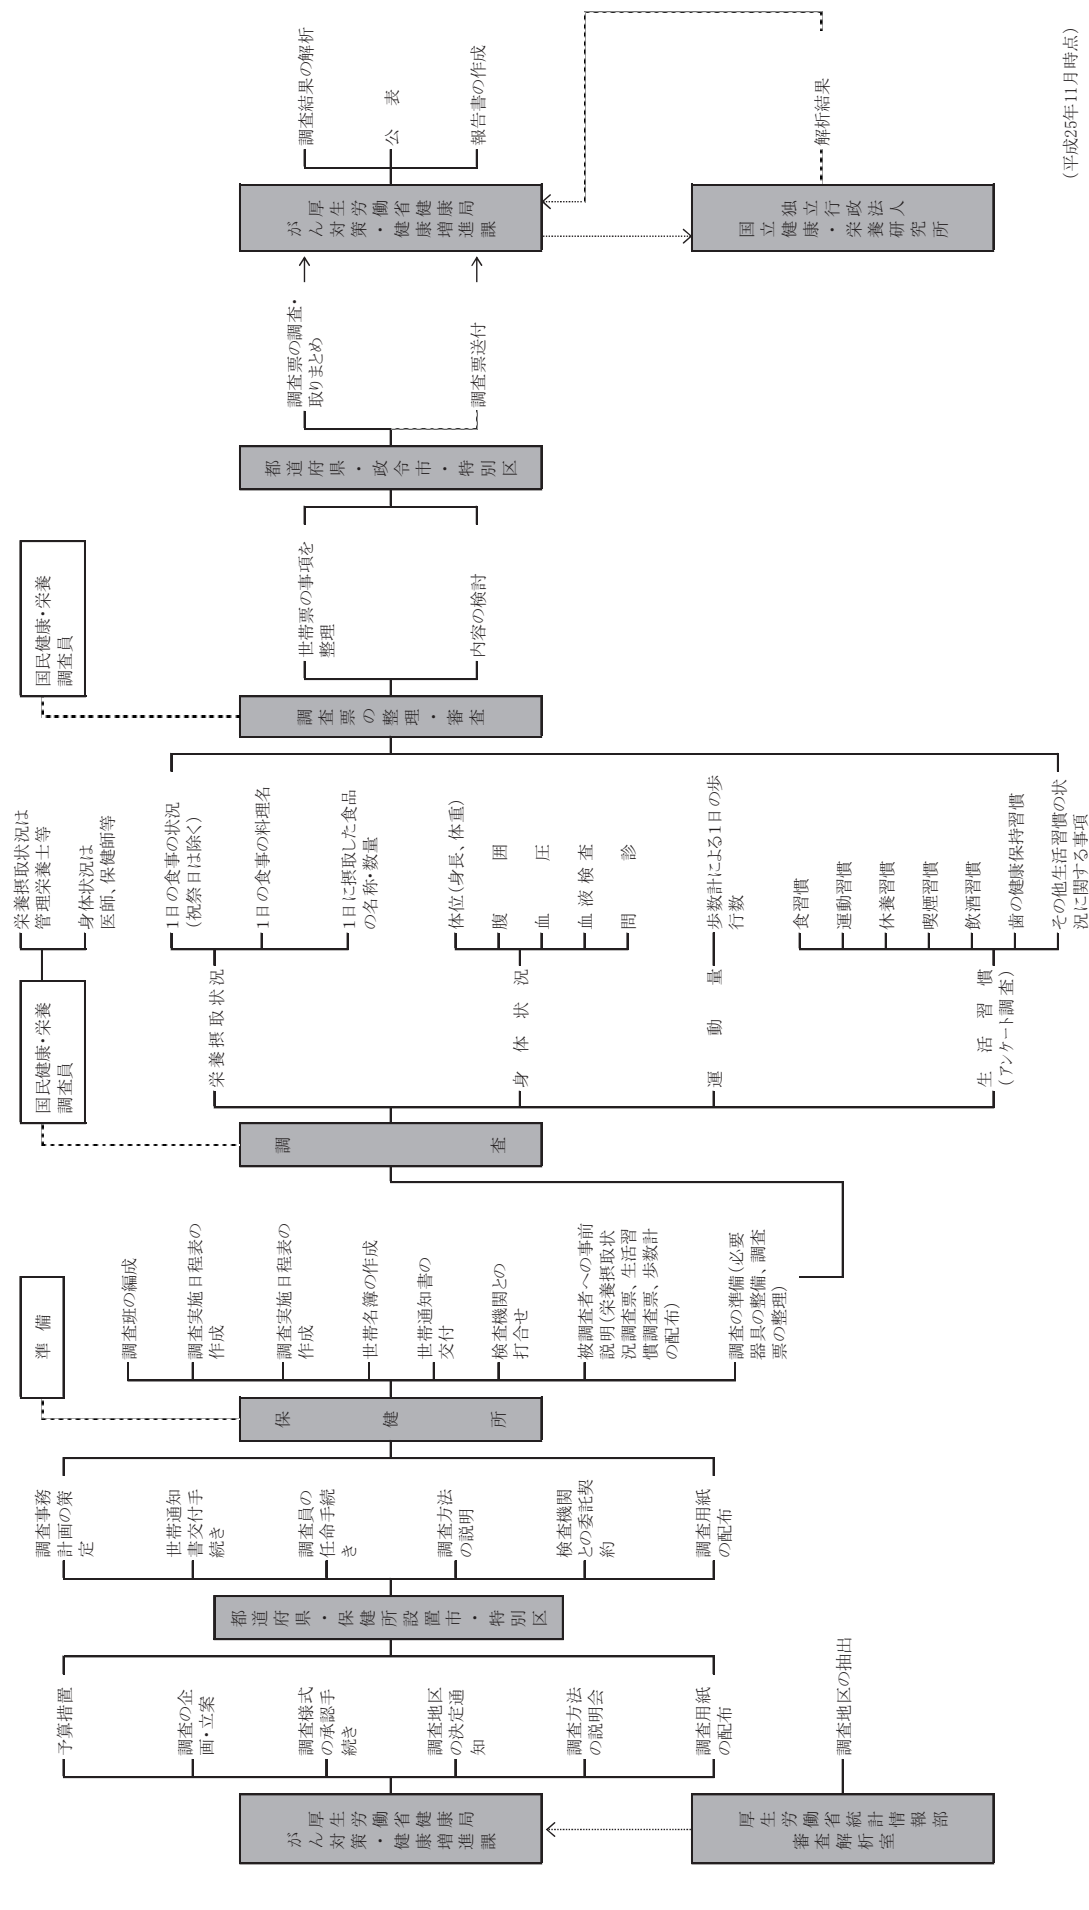 厚生労働省健康局
がん対策・健康増進課
厚生労働省統計情報部
審査解析室
調査地区の抽出
予算措置
調査の企
画・立案
調査様式
の承認手
続き
調査地区
の決定通
知
調査方法
の説明会
調査用紙
の配布
都道府県・保健所設置市・特別区
調査事務
計画の策
定
世帯通知
書交付手
続き
調査員の
任命手続
き
調査方法
の説明
検査機関
との委託契
約
調査用紙
の配布
保健所
準備
調査班の編成
調査実施日程表の
作成
調査実施日程表の
作成
世帯名簿の作成
世帯通知書の
交付
検査機関との
打合せ
被調査者への事前
説明(栄養摂取状
況調査票、生活習
慣調査票、歩数計
の配布)
調査の準備(必要
器具の整備、調査
票の整理)
調査
国民健康・栄養
調査員
栄養摂取状況は
管理栄養士等
身体状況は
医師、保健師等
栄養摂取状況
1日の食事の状況
(祝祭日は除く)
1日の食事の料理名
1日に摂取した食品
の名称・数量
身体状況
体位(身長、体重)
腹囲
血圧
血液検査
問診
運動量
歩数計による1日の歩
行数
生活習慣
(アンケート調査)
食習慣
運動習慣
休養習慣
喫煙習慣
飲酒習慣
歯の健康保持習慣
その他生活習慣の状
況に関する事項
調査票の整理・審査
国民健康・栄養
調査員
世帯票の事項を
整理
内容の検討
都道府県・政令市・特別区
調査票の調査・
取りまとめ
調査票送付
厚生労働省健康局
がん対策・健康増進課
調査結果の解析
公表
報告書の作成
独立行政法人
国立健康・栄養研究所
解析結果
(平成25年11月時点)